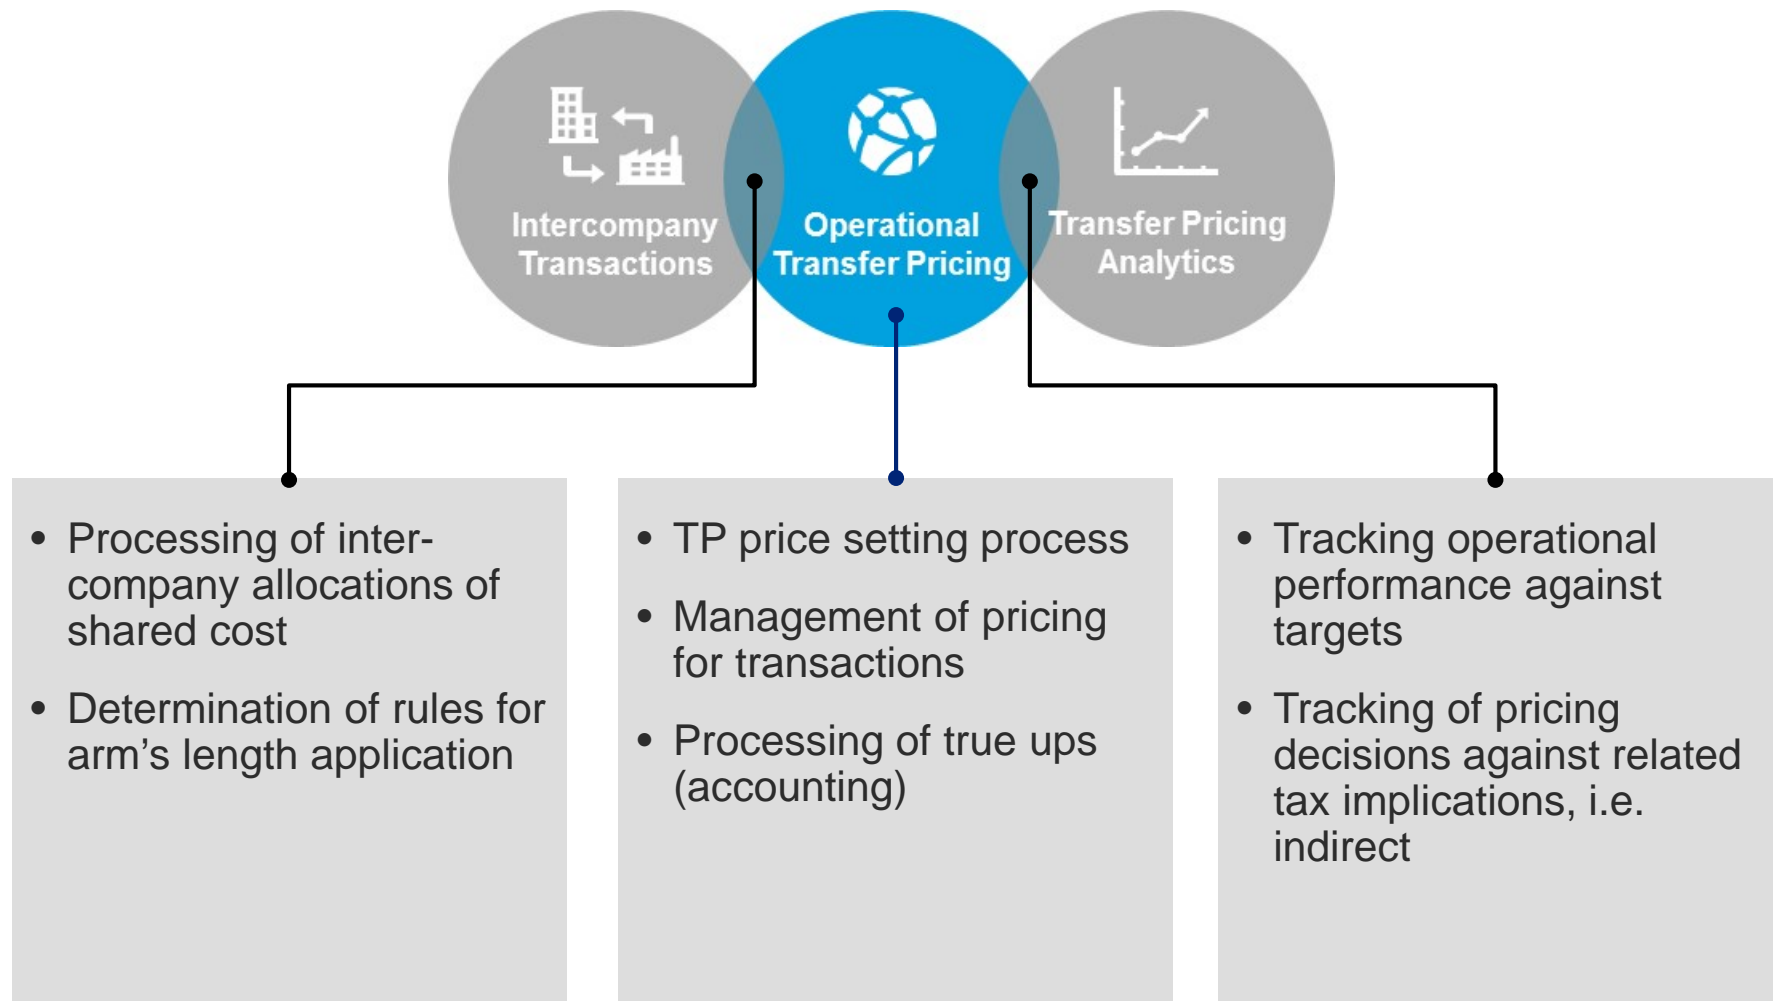 Intercompany
Transactions
Operational
Transfer Pricing
Transfer Pricing
Analytics
• Processing of inter-
company allocations of
shared cost
• Determination of rules for
arm’s length application
• TP price setting process
• Management of pricing
for transactions
• Processing of true ups
(accounting)
• Tracking operational
performance against
targets
• Tracking of pricing
decisions against related
tax implications, i.e.
indirect